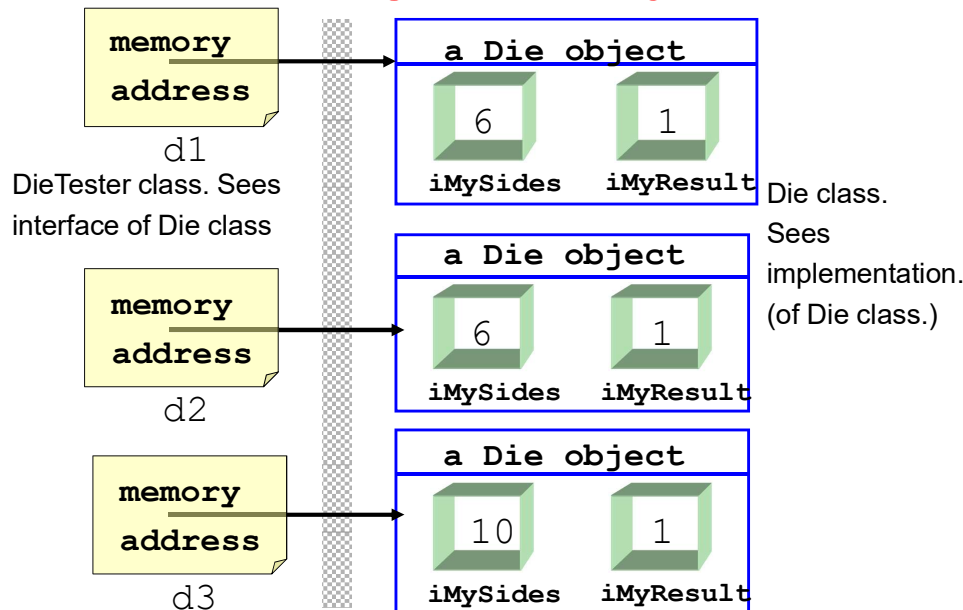 memory
address
d1
a Die object
6
1
iMySides
iMyResult
DieTester class. Sees
interface of Die class
Die class.
Sees
implementation.
(of Die class.)
memory
address
d2
a Die object
6
1
iMySides
iMyResult
memory
address
d3
a Die object
10
1
iMySides
iMyResult